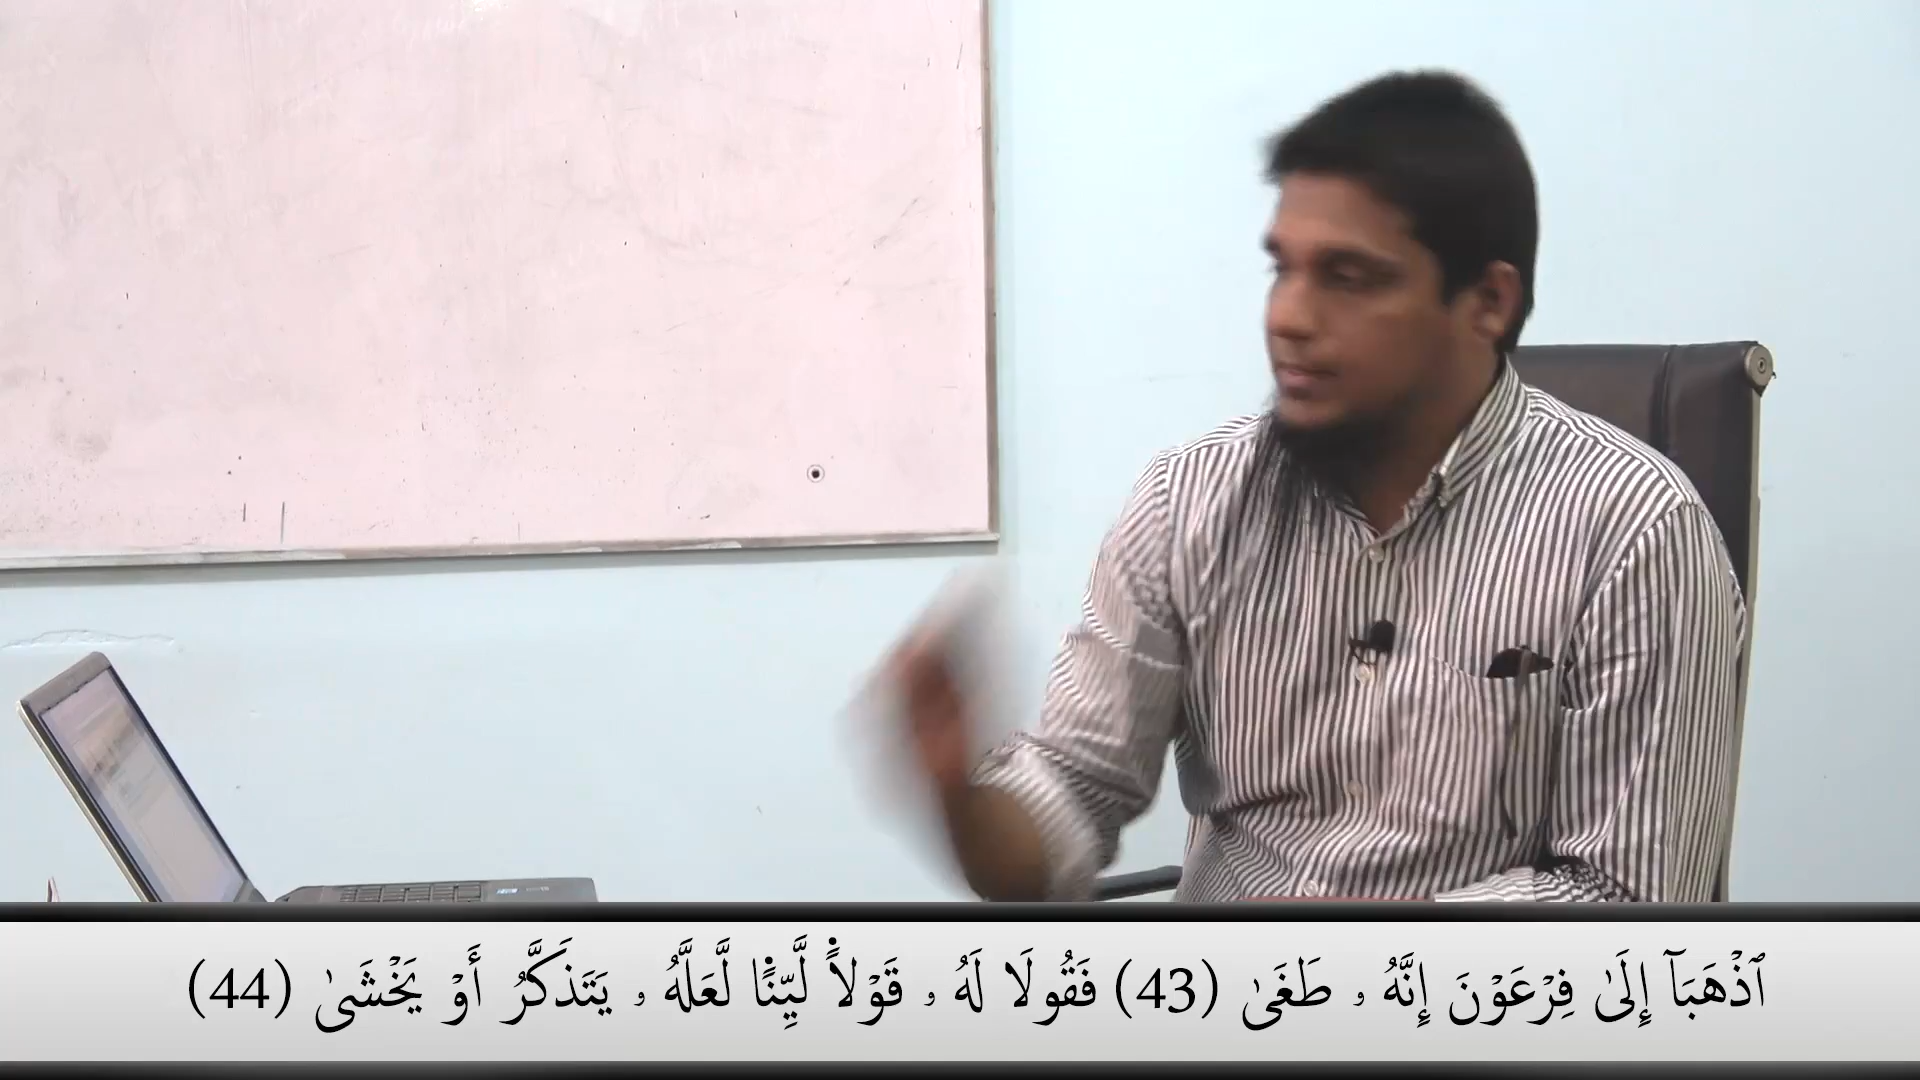 ٱذْهَبَآ إِلَىٰ فِرْعَوْنَ إِنَّهُ ۥ طَغَىٰ (43) فَقُولَا لَهُ ۥ قَوْلاً۬ لَّيِّنً۬ا لَّعَلَّهُ ۥ يَتَذَكَّرُ أَوْ يَخْشَىٰ (44)